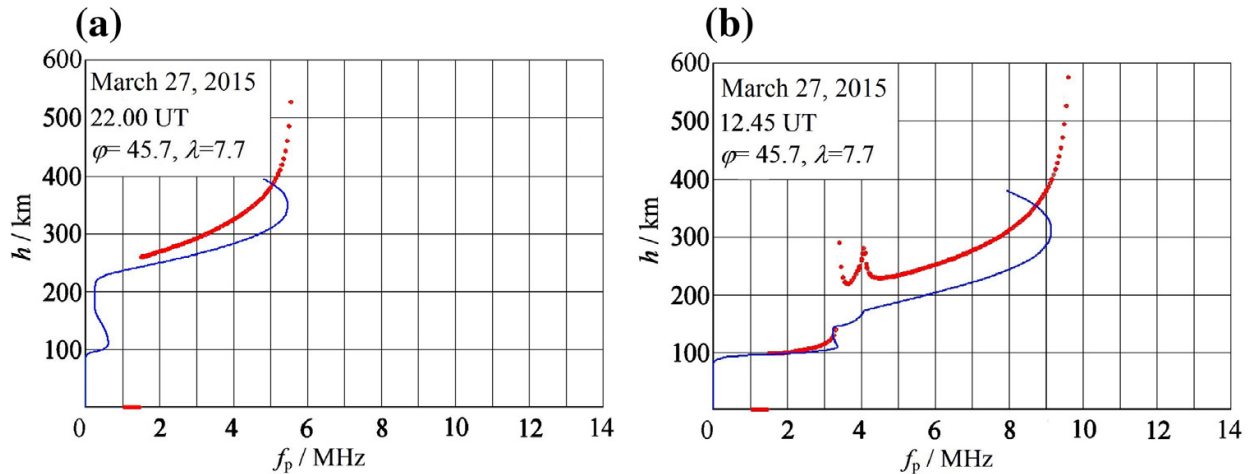 (a)
600
March 27, 2015
22.00 UT
φ= 45.7, λ=7.7
500
400
300
200
100
h / km
0 2 4 6 8 10 12 14
fp / MHz
(b)
600
March 27, 2015
12.45 UT
φ= 45.7, λ=7.7
500
400
300
200
100
h / km
0 2 4 6 8 10 12 14
fp / MHz